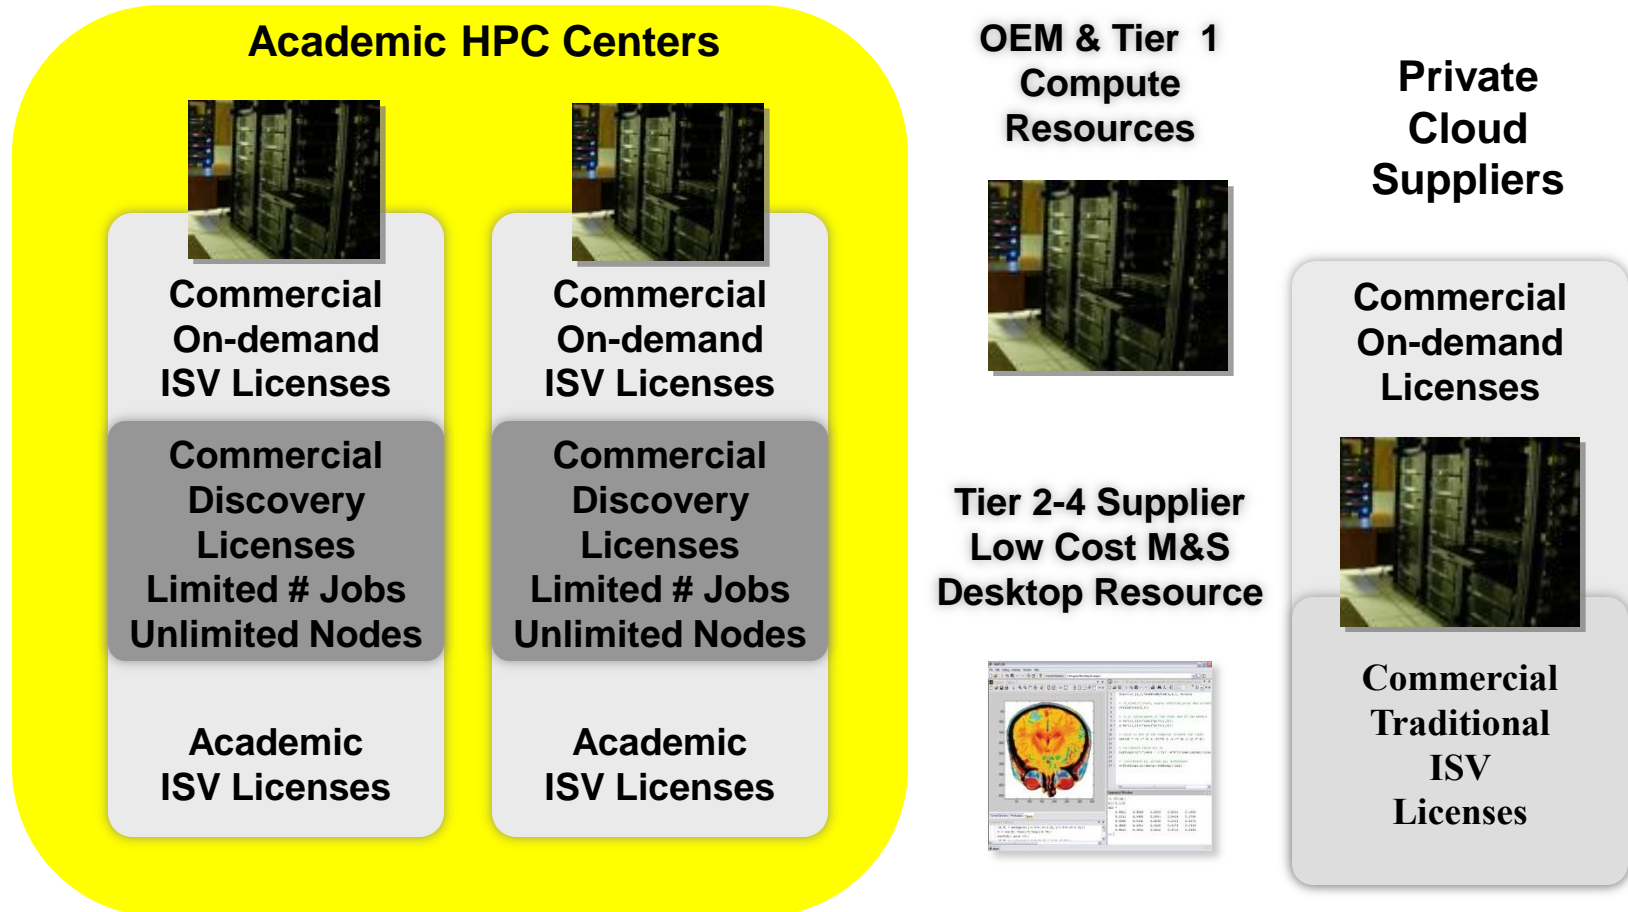 Academic HPC Centers
Commercial
On-demand
ISV Licenses
Commercial
Discovery
Licenses
Limited # Jobs
Unlimited Nodes
Academic
ISV Licenses
Commercial
On-demand
ISV Licenses
Commercial
Discovery
Licenses
Limited # Jobs
Unlimited Nodes
Academic
ISV Licenses
OEM & Tier 1
Compute
Resources
Tier 2-4 Supplier
Low Cost M&S
Desktop Resource
Private
Cloud
Suppliers
Commercial
On-demand
Licenses
Commercial
Traditional
ISV
Licenses